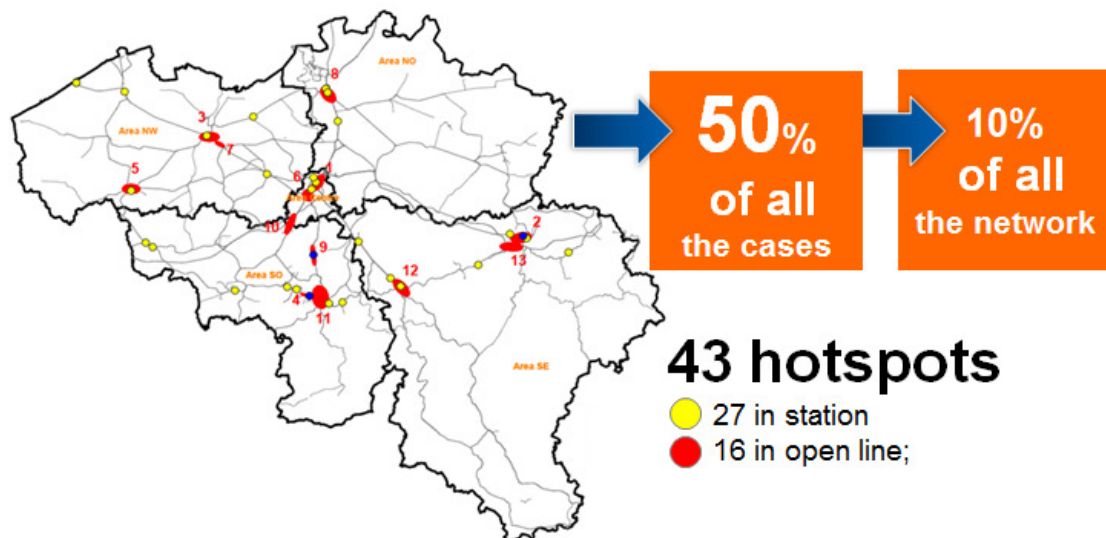 Area NO
8
3
Area NW
7
5
6
1
10
2
9
13
12
Area SO
4
11
Area SE
50%
of all
the cases
10%
of all
the network
43 hotspots
27 in station
16 in open line;